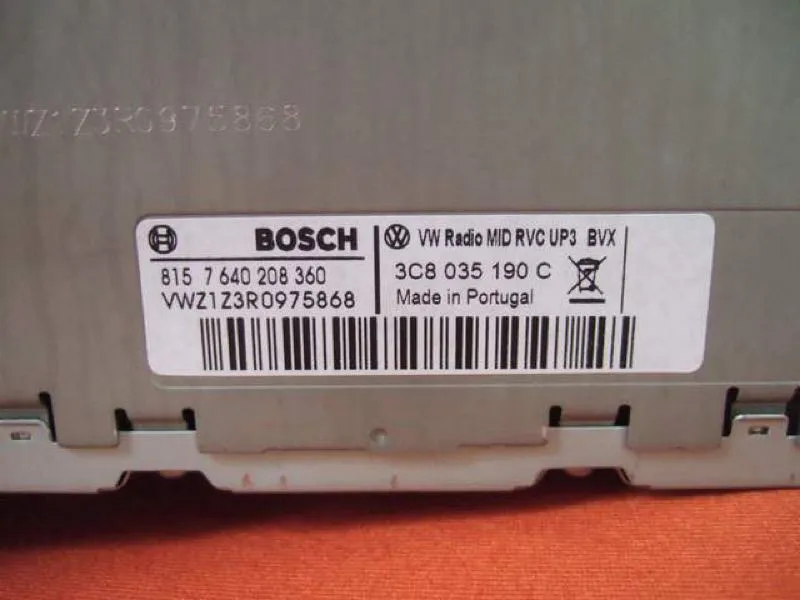 VWZ1Z3R0975868
BOSCH
815 7 640 208 360
VWZ1Z3R0975868
VW Radio MID RVC UP3 BVX
3C8 035 190 C
Made in Portugal